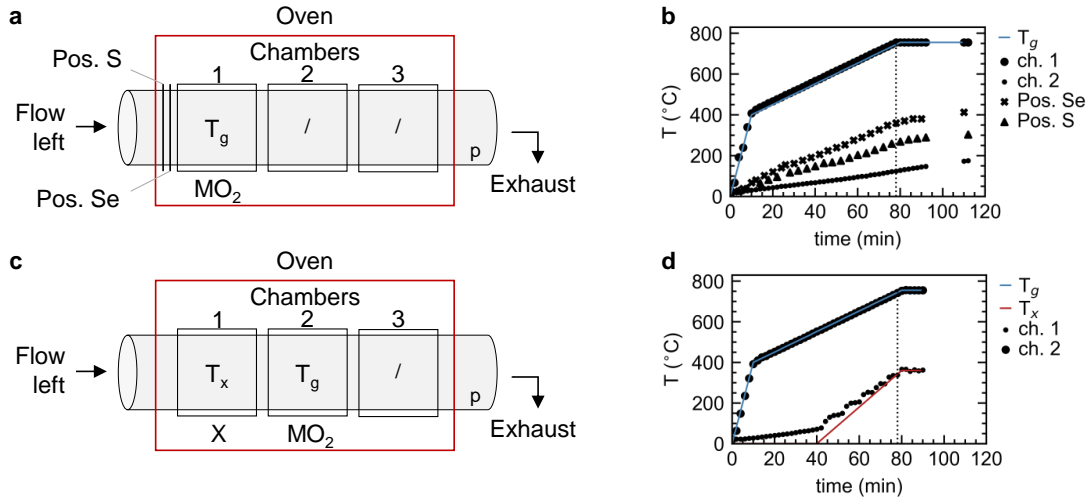 a
Oven
Chambers
Pos. S
1 2 3
Flow
left
T_g / /
p
Pos. Se
MO₂
Exhaust
b
T (°C)
800
600
400
200
0
0 20 40 60 80 100 120
time (min)
T_g
ch. 1
ch. 2
Pos. Se
Pos. S
c
Oven
Chambers
1 2 3
Flow
left
T_x T_g /
p
X MO₂
Exhaust
d
T (°C)
800
600
400
200
0
0 20 40 60 80 100 120
time (min)
T_g
T_x
ch. 1
ch. 2